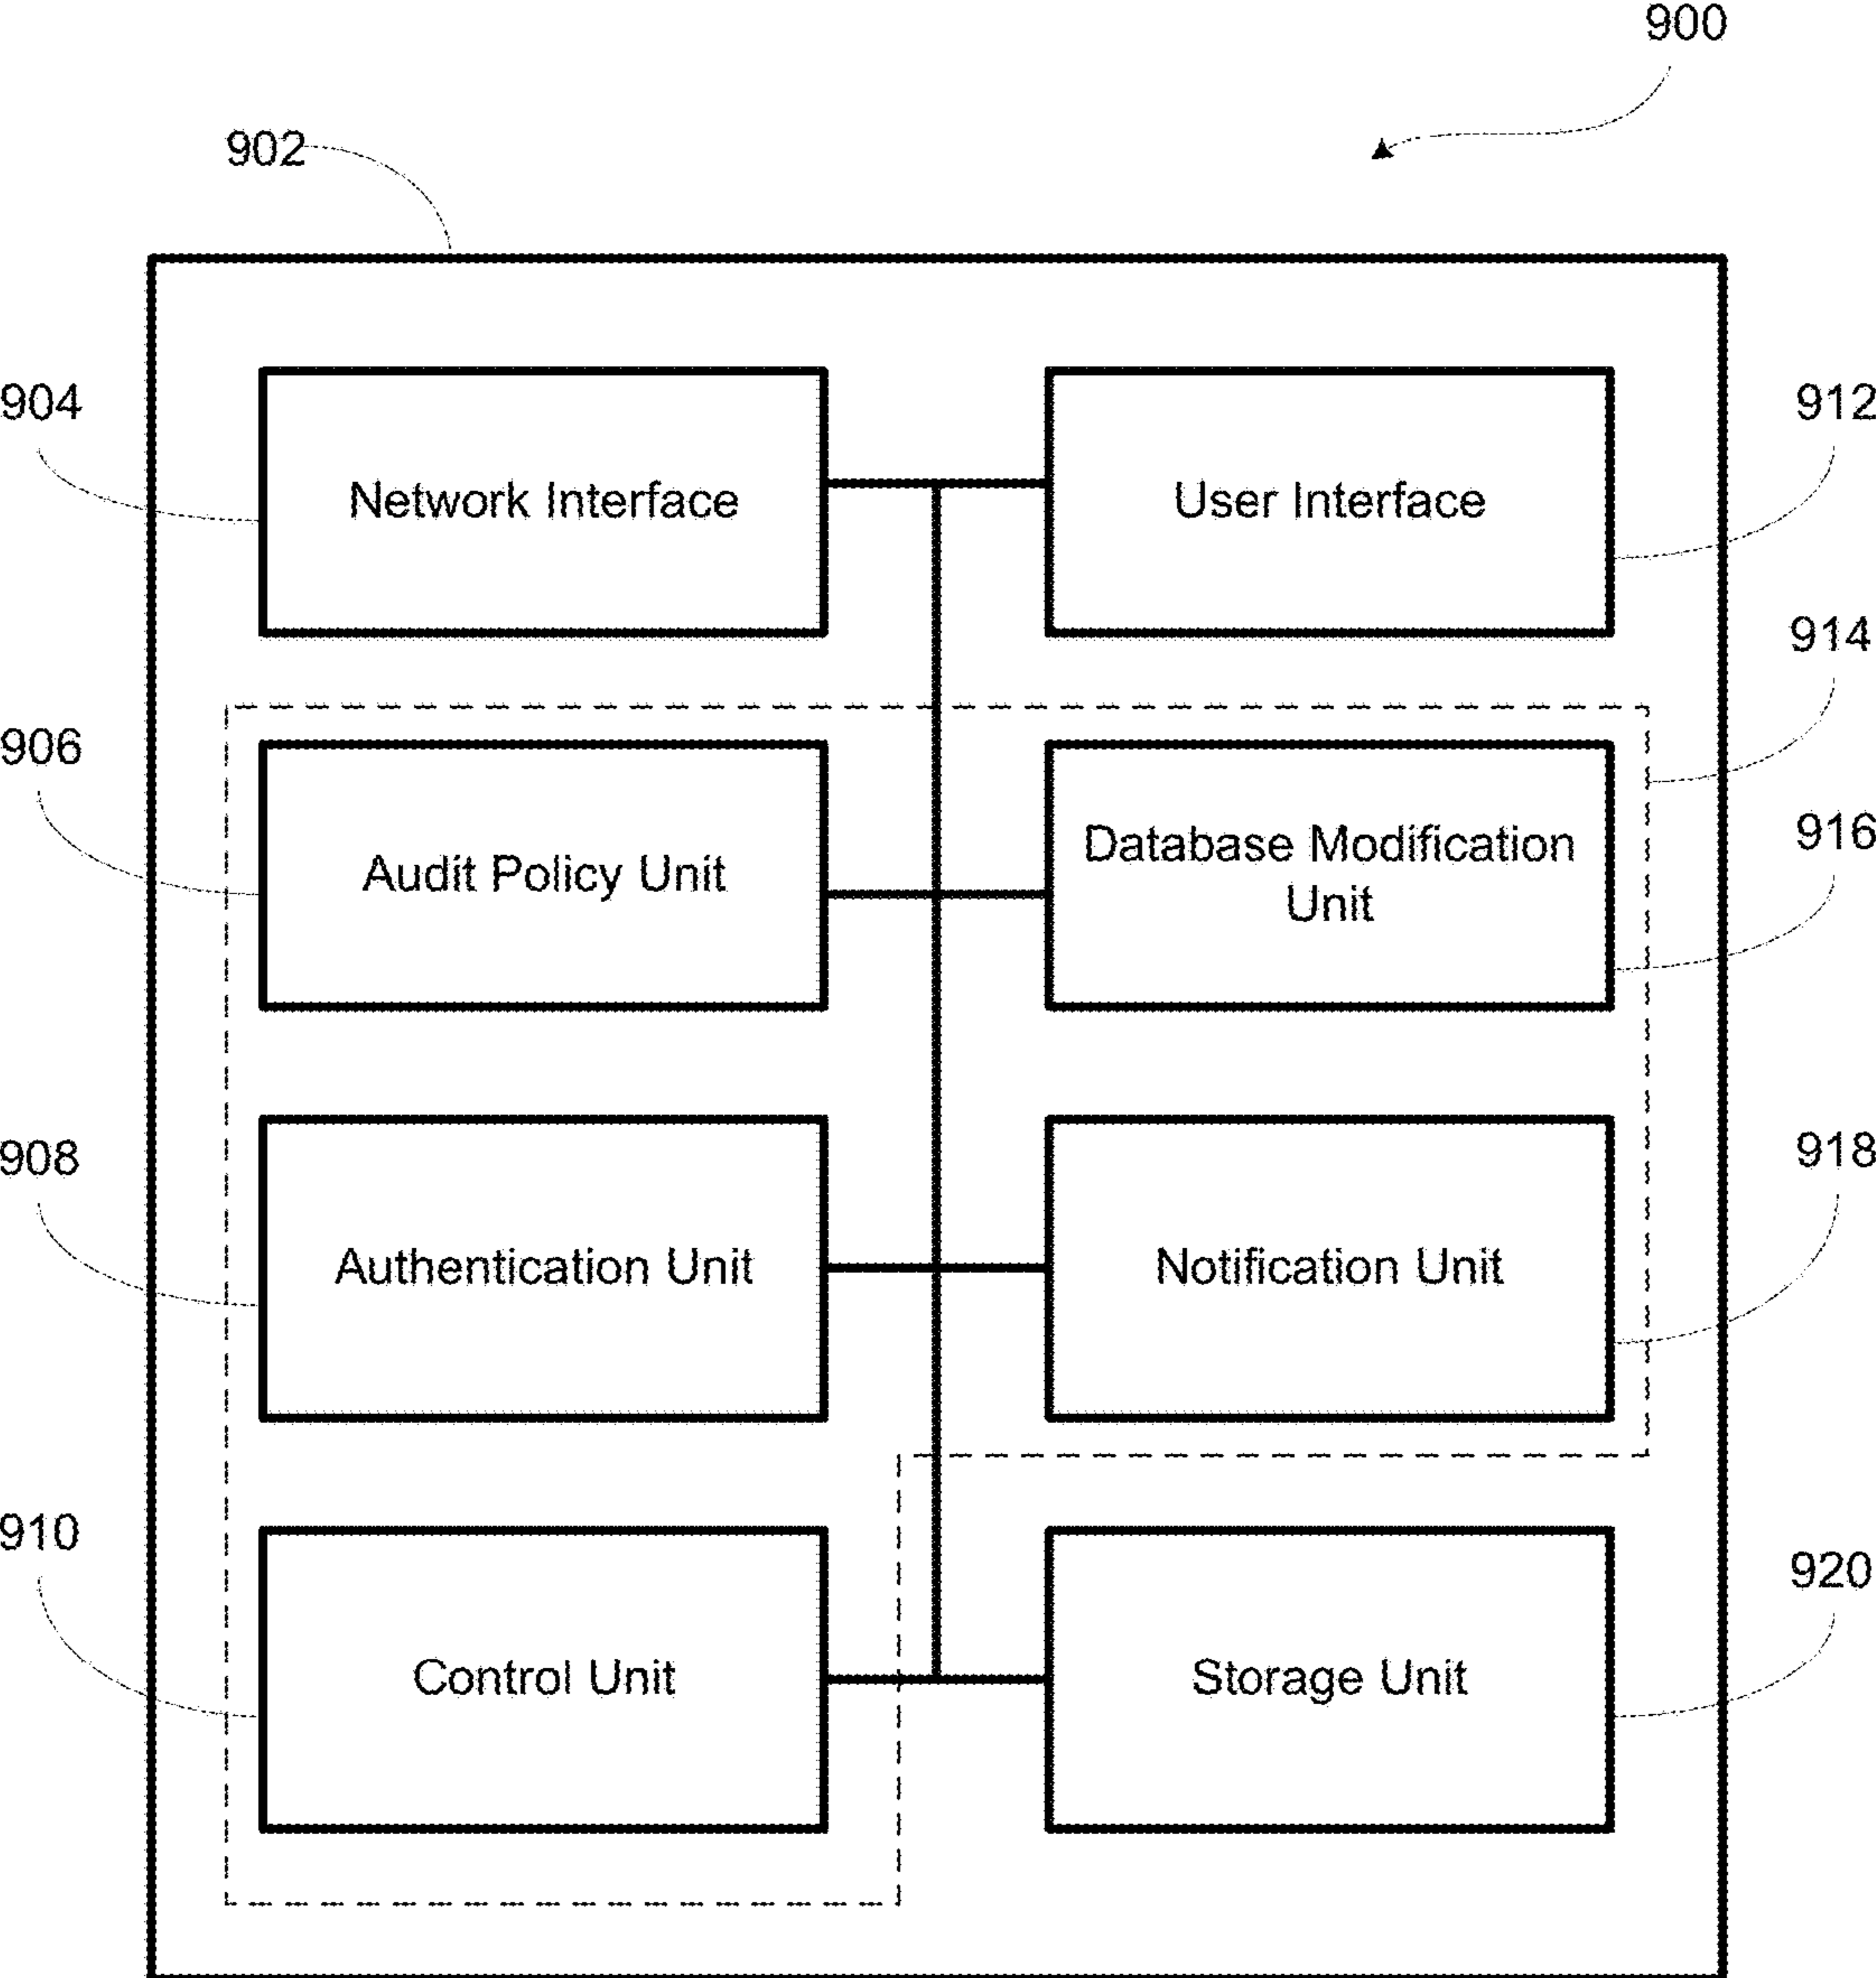 900
902
904
Network Interface
User Interface
912
914
906
Audit Policy Unit
Database Modification
Unit
916
908
Authentication Unit
Notification Unit
918
910
Control Unit
Storage Unit
920